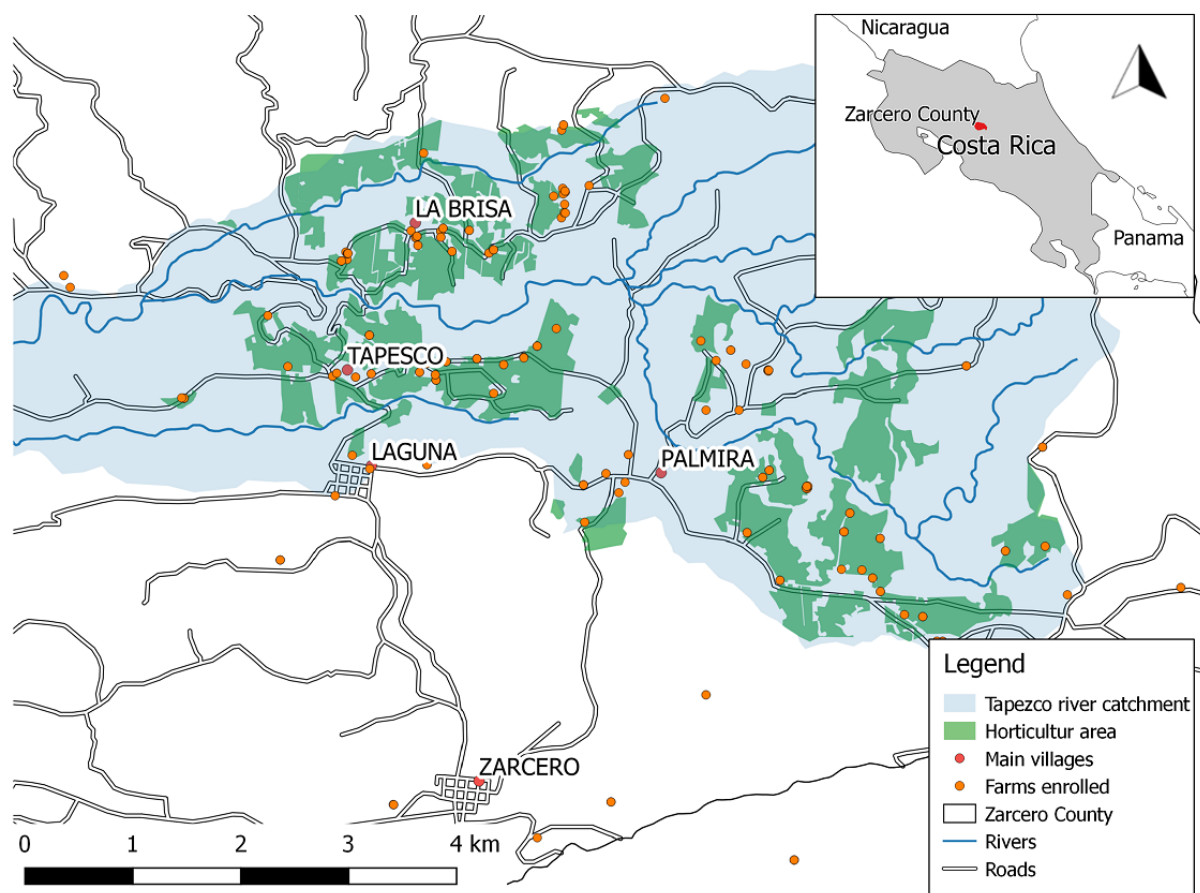 Nicaragua
Zarcero County
Costa Rica
Panama
LA BRISA
TAPESCO
LAGUNA
PALMIRA
ZARCERO
0 1 2 3 4 km
Legend
Tapezco river catchment
Horticultur area
Main villages
Farms enrolled
Zarcero County
Rivers
Roads